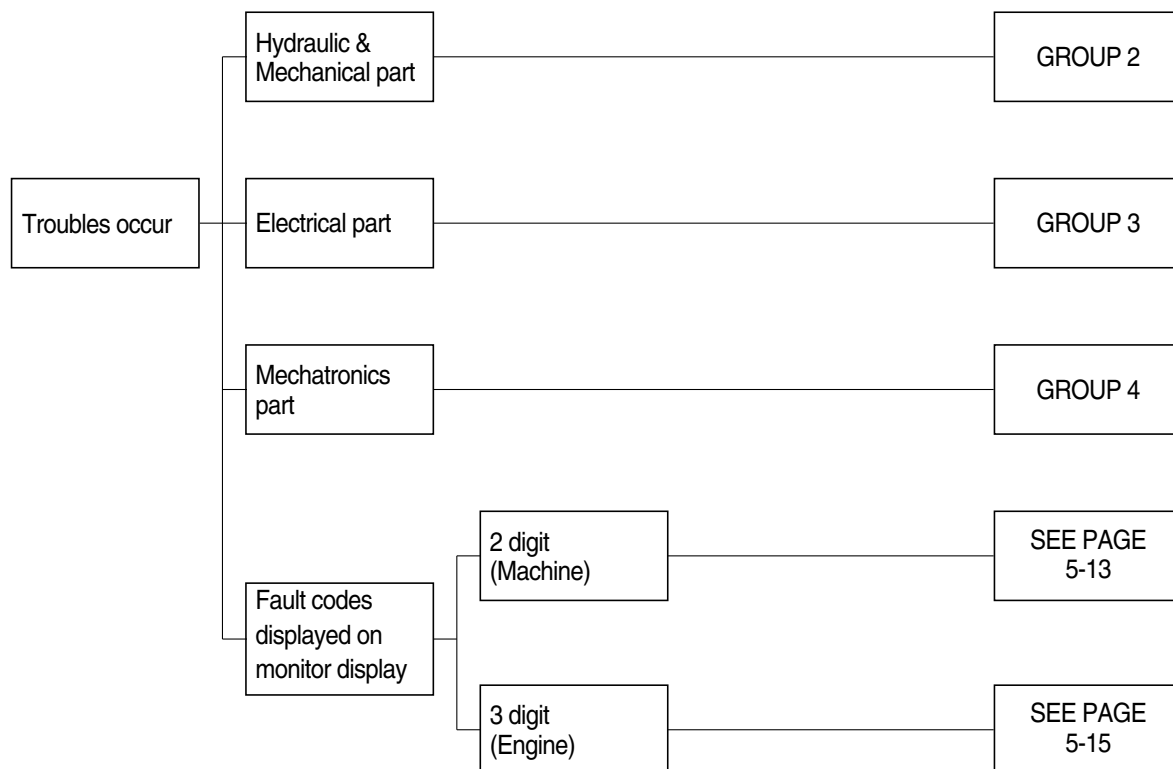 Hydraulic &
Mechanical part
GROUP 2
Troubles occur
Electrical part
GROUP 3
Mechatronics
part
GROUP 4
Fault codes
displayed on
monitor display
2 digit
(Machine)
SEE PAGE
5-13
3 digit
(Engine)
SEE PAGE
5-15